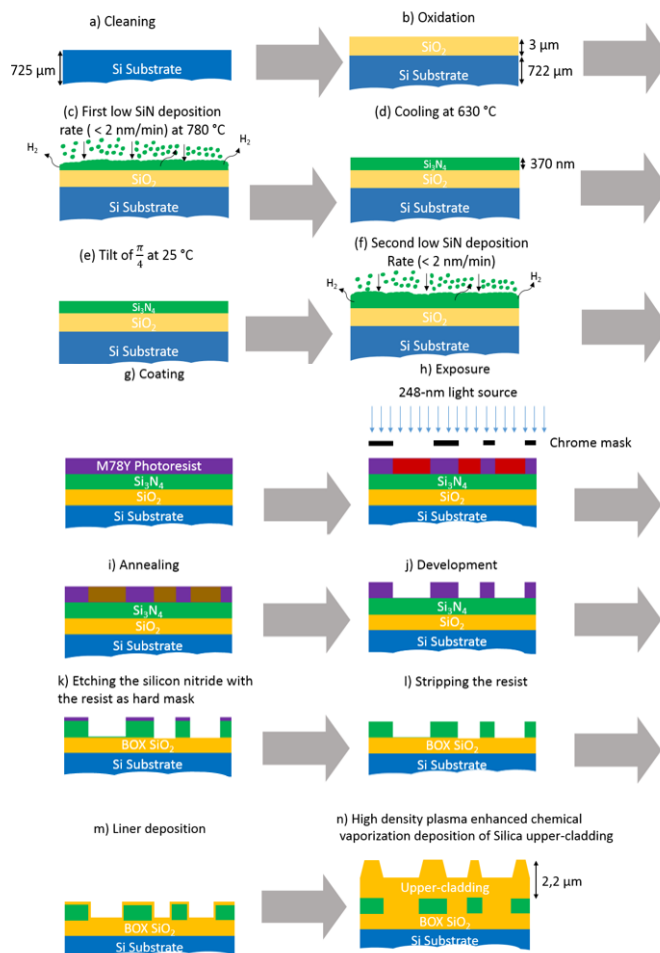 a) Cleaning
725 µm
Si Substrate
b) Oxidation
SiO2
3 µm
Si Substrate
722 µm
(c) First low SiN deposition
rate ( < 2 nm/min) at 780 °C
H2
H2
SiO2
Si Substrate
(d) Cooling at 630 °C
Si3N4
370 nm
SiO2
Si Substrate
(e) Tilt of π/4 at 25 °C
Si3N4
SiO2
Si Substrate
(f) Second low SiN deposition
Rate (< 2 nm/min)
H2
H2
SiO2
Si Substrate
g) Coating
M78Y Photoresist
Si3N4
SiO2
Si Substrate
h) Exposure
248-nm light source
Chrome mask
Si3N4
SiO2
Si Substrate
i) Annealing
Si3N4
SiO2
Si Substrate
j) Development
Si3N4
SiO2
Si Substrate
k) Etching the silicon nitride with
the resist as hard mask
BOX SiO2
Si Substrate
l) Stripping the resist
BOX SiO2
Si Substrate
m) Liner deposition
BOX SiO2
Si Substrate
n) High density plasma enhanced chemical
vaporization deposition of Silica upper-cladding
Upper-cladding
2,2 µm
BOX SiO2
Si Substrate